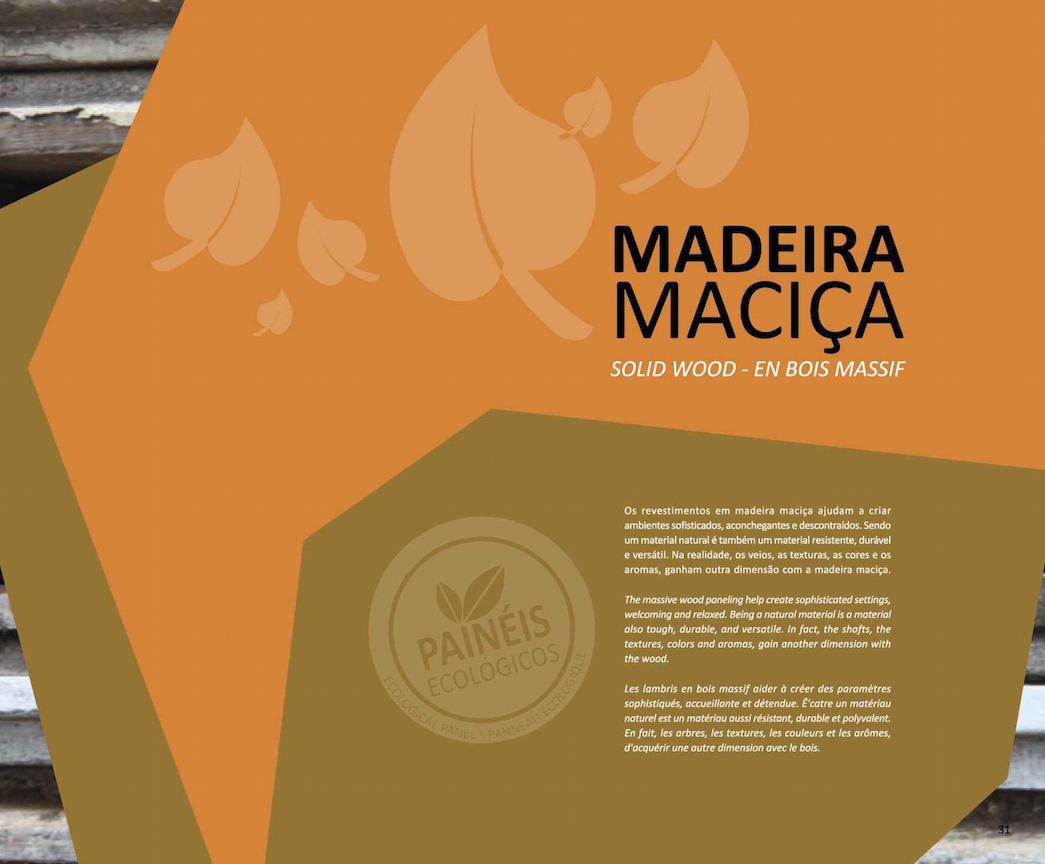 MADEIRA
MACIÇA
SOLID WOOD - EN BOIS MASSIF
Os revestimentos em madeira maciça ajudam a criar
ambientes sofisticados, aconchegantes e descontraídos. Sendo
um material natural é também um material resistente, durável
e versátil. Na realidade, os veios, as texturas, as cores e os
aromas, ganham outra dimensão com a madeira maciça.
The massive wood paneling help create sophisticated settings,
welcoming and relaxed. Being a natural material is a material
also tough, durable, and versatile. In fact, the shafts, the
textures, colors and aromas, gain another dimension with
the wood.
Les lambris en bois massif aider à créer des paramètres
sophistiqués, accueillante et détendue. Ê'catre un matériau
naturel est un matériau aussi résistant, durable et polyvalent.
En fait, les arbres, les textures, les couleurs et les arômes,
d'acquérir une autre dimension avec le bois.
PAINÉIS
ECOLÓGICOS
ECOLOGICAL PANEL \ PANNEAU ECOLOGIQUE
31